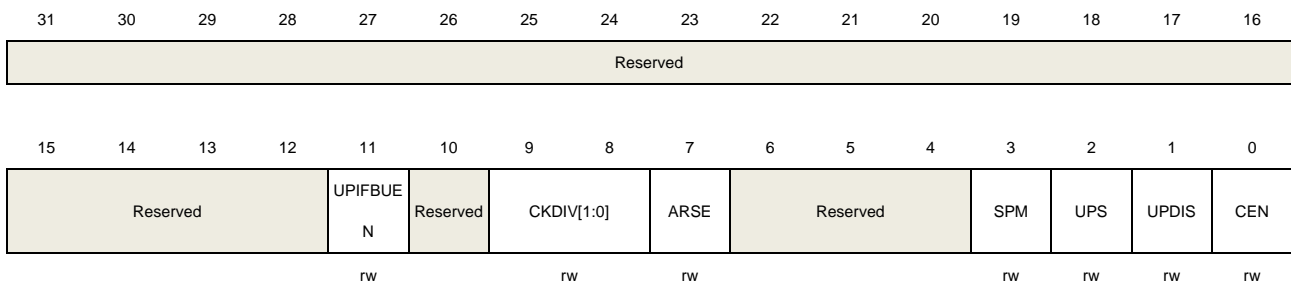 31 30 29 28 27 26 25 24 23 22 21 20 19 18 17 16
Reserved
15 14 13 12 11 10 9 8 7 6 5 4 3 2 1 0
Reserved UPIFBUE
N Reserved CKDIV[1:0] ARSE Reserved SPM UPS UPDIS CEN
rw rw rw rw rw rw rw